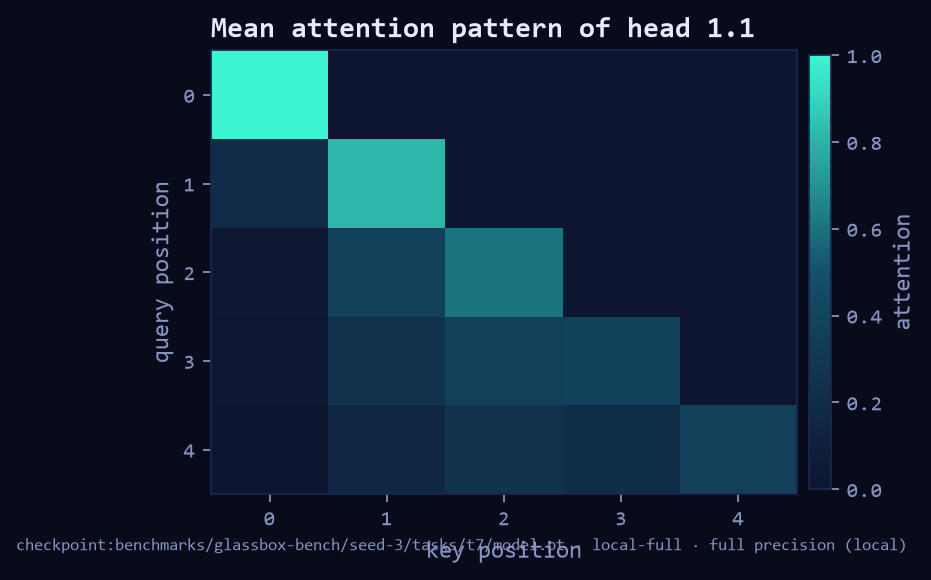 Mean attention pattern of head 1.1
query position
0
1
2
3
4
0 1 2 3 4
key position
1.0
0.8
0.6
0.4
0.2
0.0
attention
checkpoint:benchmarks/glassbox-bench/seed-3/tasks/t7/model.pt · local-full · full precision (local)